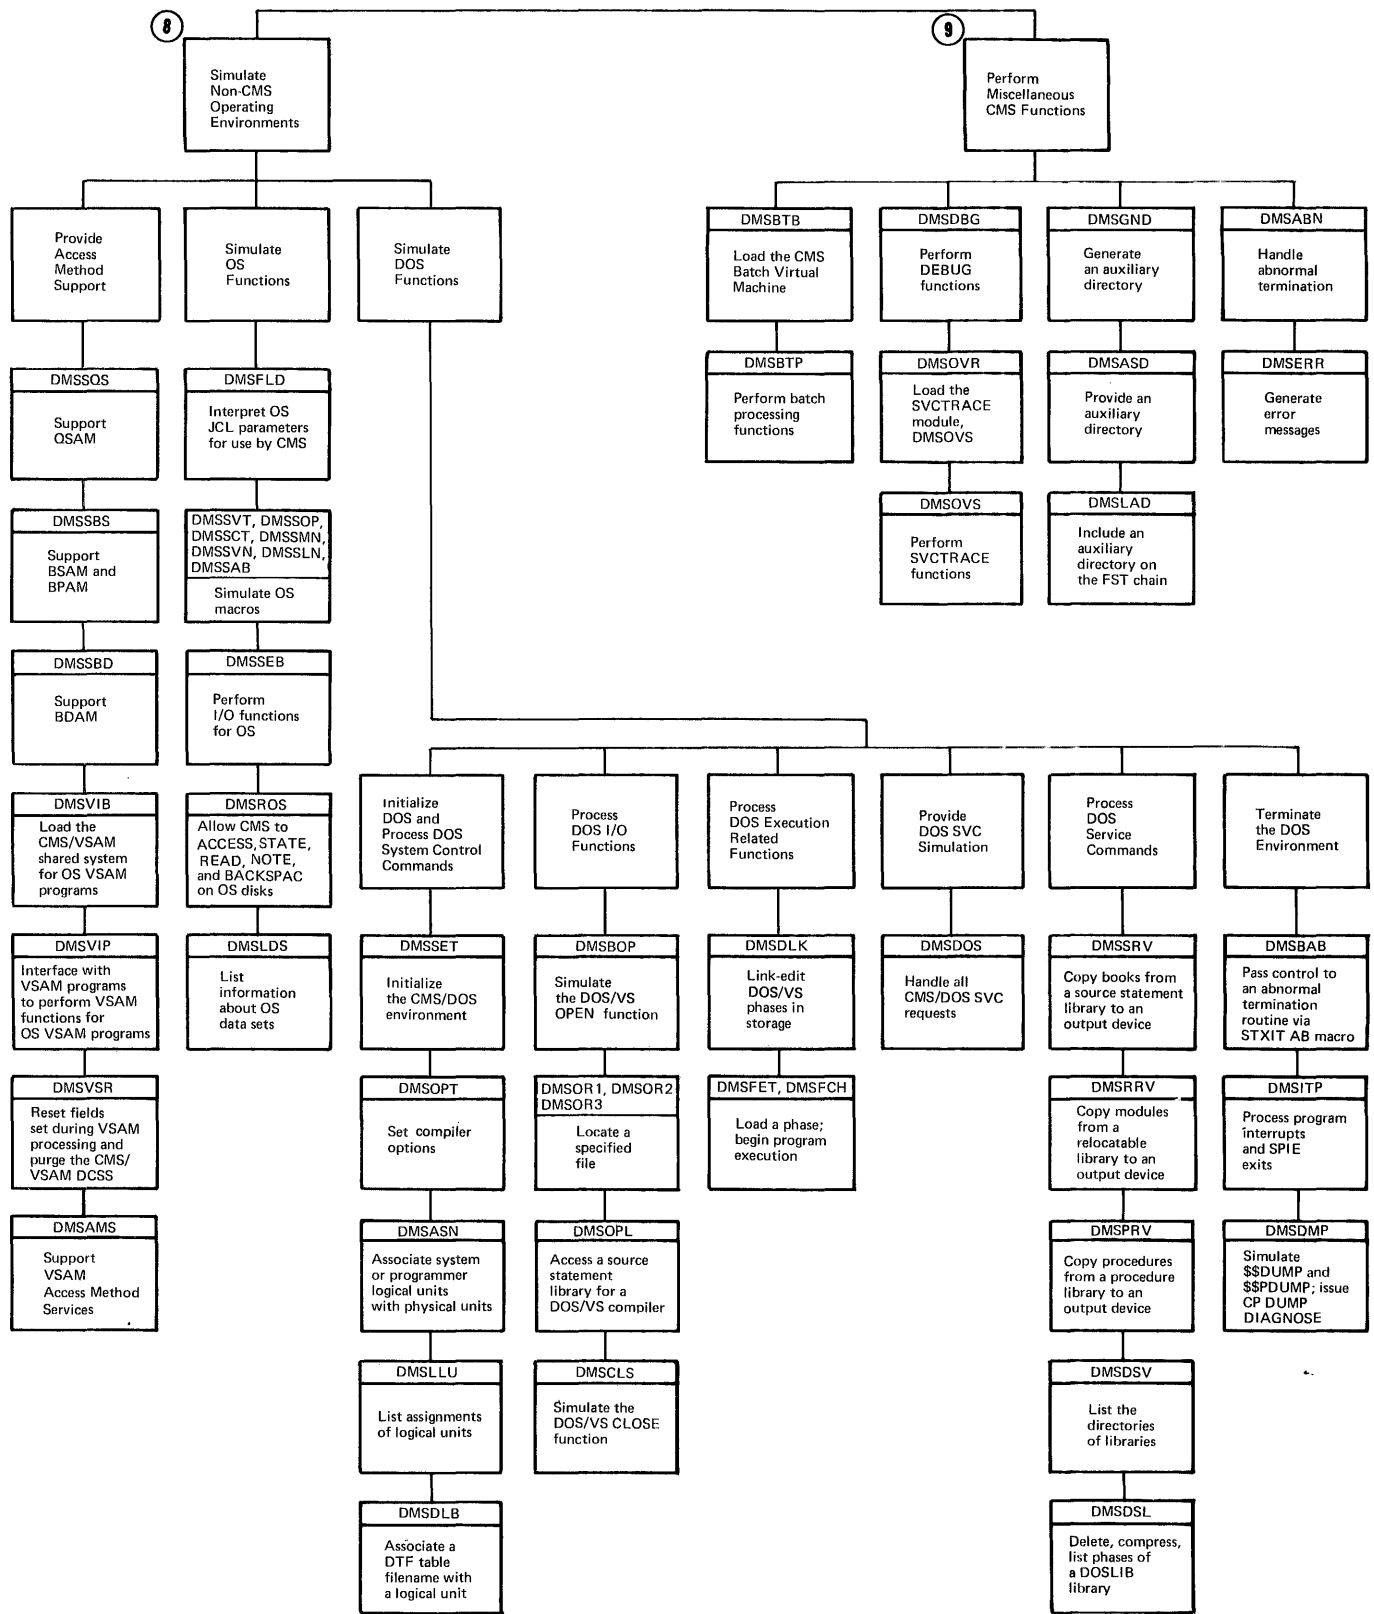 8
Simulate
Non-CMS
Operating
Environments
9
Perform
Miscellaneous
CMS Functions
Provide
Access
Method
Support
Simulate
OS
Functions
Simulate
DOS
Functions
DMSBTB
Load the CMS
Batch Virtual
Machine
DMSDBG
Perform
DEBUG
functions
DMSGND
Generate
an auxiliary
directory
DMSABN
Handle
abnormal
termination
DMSSQS
Support
QSAM
DMSFLD
Interpret OS
JCL parameters
for use by CMS
DMSBTP
Perform batch
processing
functions
DMSOVR
Load the
SVCTRACE
module,
DMSOVS
DMSASD
Provide an
auxiliary
directory
DMSERR
Generate
error
messages
DMSSBS
Support
BSAM and
BPAM
DMSSVT, DMSSOP,
DMSSCT, DMSSMN,
DMSSVN, DMSSLN,
DMSSAB
Simulate OS
macros
DMSOVS
Perform
SVCTRACE
functions
DMSLAD
Include an
auxiliary
directory on
the FST chain
DMSSBD
Support
BDAM
DMSSEB
Perform
I/O functions
for OS
DMSVIB
Load the
CMS/VSAM
shared system
for OS VSAM
programs
DMSROS
Allow CMS to
ACCESS, STATE,
READ, NOTE,
and BACKSPAC
on OS disks
Initialize
DOS and
Process DOS
System Control
Commands
Process
DOS I/O
Functions
Process
DOS Execution
Related
Functions
Provide
DOS SVC
Simulation
Process
DOS
Service
Commands
Terminate
the DOS
Environment
DMSVIP
Interface with
VSAM programs
to perform VSAM
functions for
OS VSAM programs
DMSLDS
List
information
about OS
data sets
DMSSET
Initialize
the CMS/DOS
environment
DMSBOP
Simulate
the DOS/VS
OPEN function
DMSDLK
Link-edit
DOS/VS
phases in
storage
DMSDOS
Handle all
CMS/DOS SVC
requests
DMSSRV
Copy books from
a source statement
library to an
output device
DMSBAB
Pass control to
an abnormal
termination
routine via
STXIT AB macro
DMSVSR
Reset fields
set during VSAM
processing and
purge the CMS/
VSAM DCSS
DMSOPT
Set compiler
options
DMSOR1, DMSOR2
DMSOR3
Locate a
specified
file
DMSFET, DMSFCH
Load a phase;
begin program
execution
DMSRRV
Copy modules
from a
relocatable
library to an
output device
DMSITP
Process program
interrupts
and SPIE
exits
DMSAMS
Support
VSAM
Access Method
Services
DMSASN
Associate system
or programmer
logical units
with physical units
DMSOPL
Access a source
statement
library for a
DOS/VS compiler
DMSPRV
Copy procedures
from a procedure
library to an
output device
DMSDMP
Simulate
$$DUMP and
$$PDUMP; issue
CP DUMP
DIAGNOSE
DMSLLU
List assignments
of logical units
DMSCLS
Simulate the
DOS/VS CLOSE
function
DMSDSV
List the
directories
of libraries
DMSDLB
Associate a
DTF table
filename with
a logical unit
DMSDSL
Delete, compress,
list phases of
a DOSLIB
library